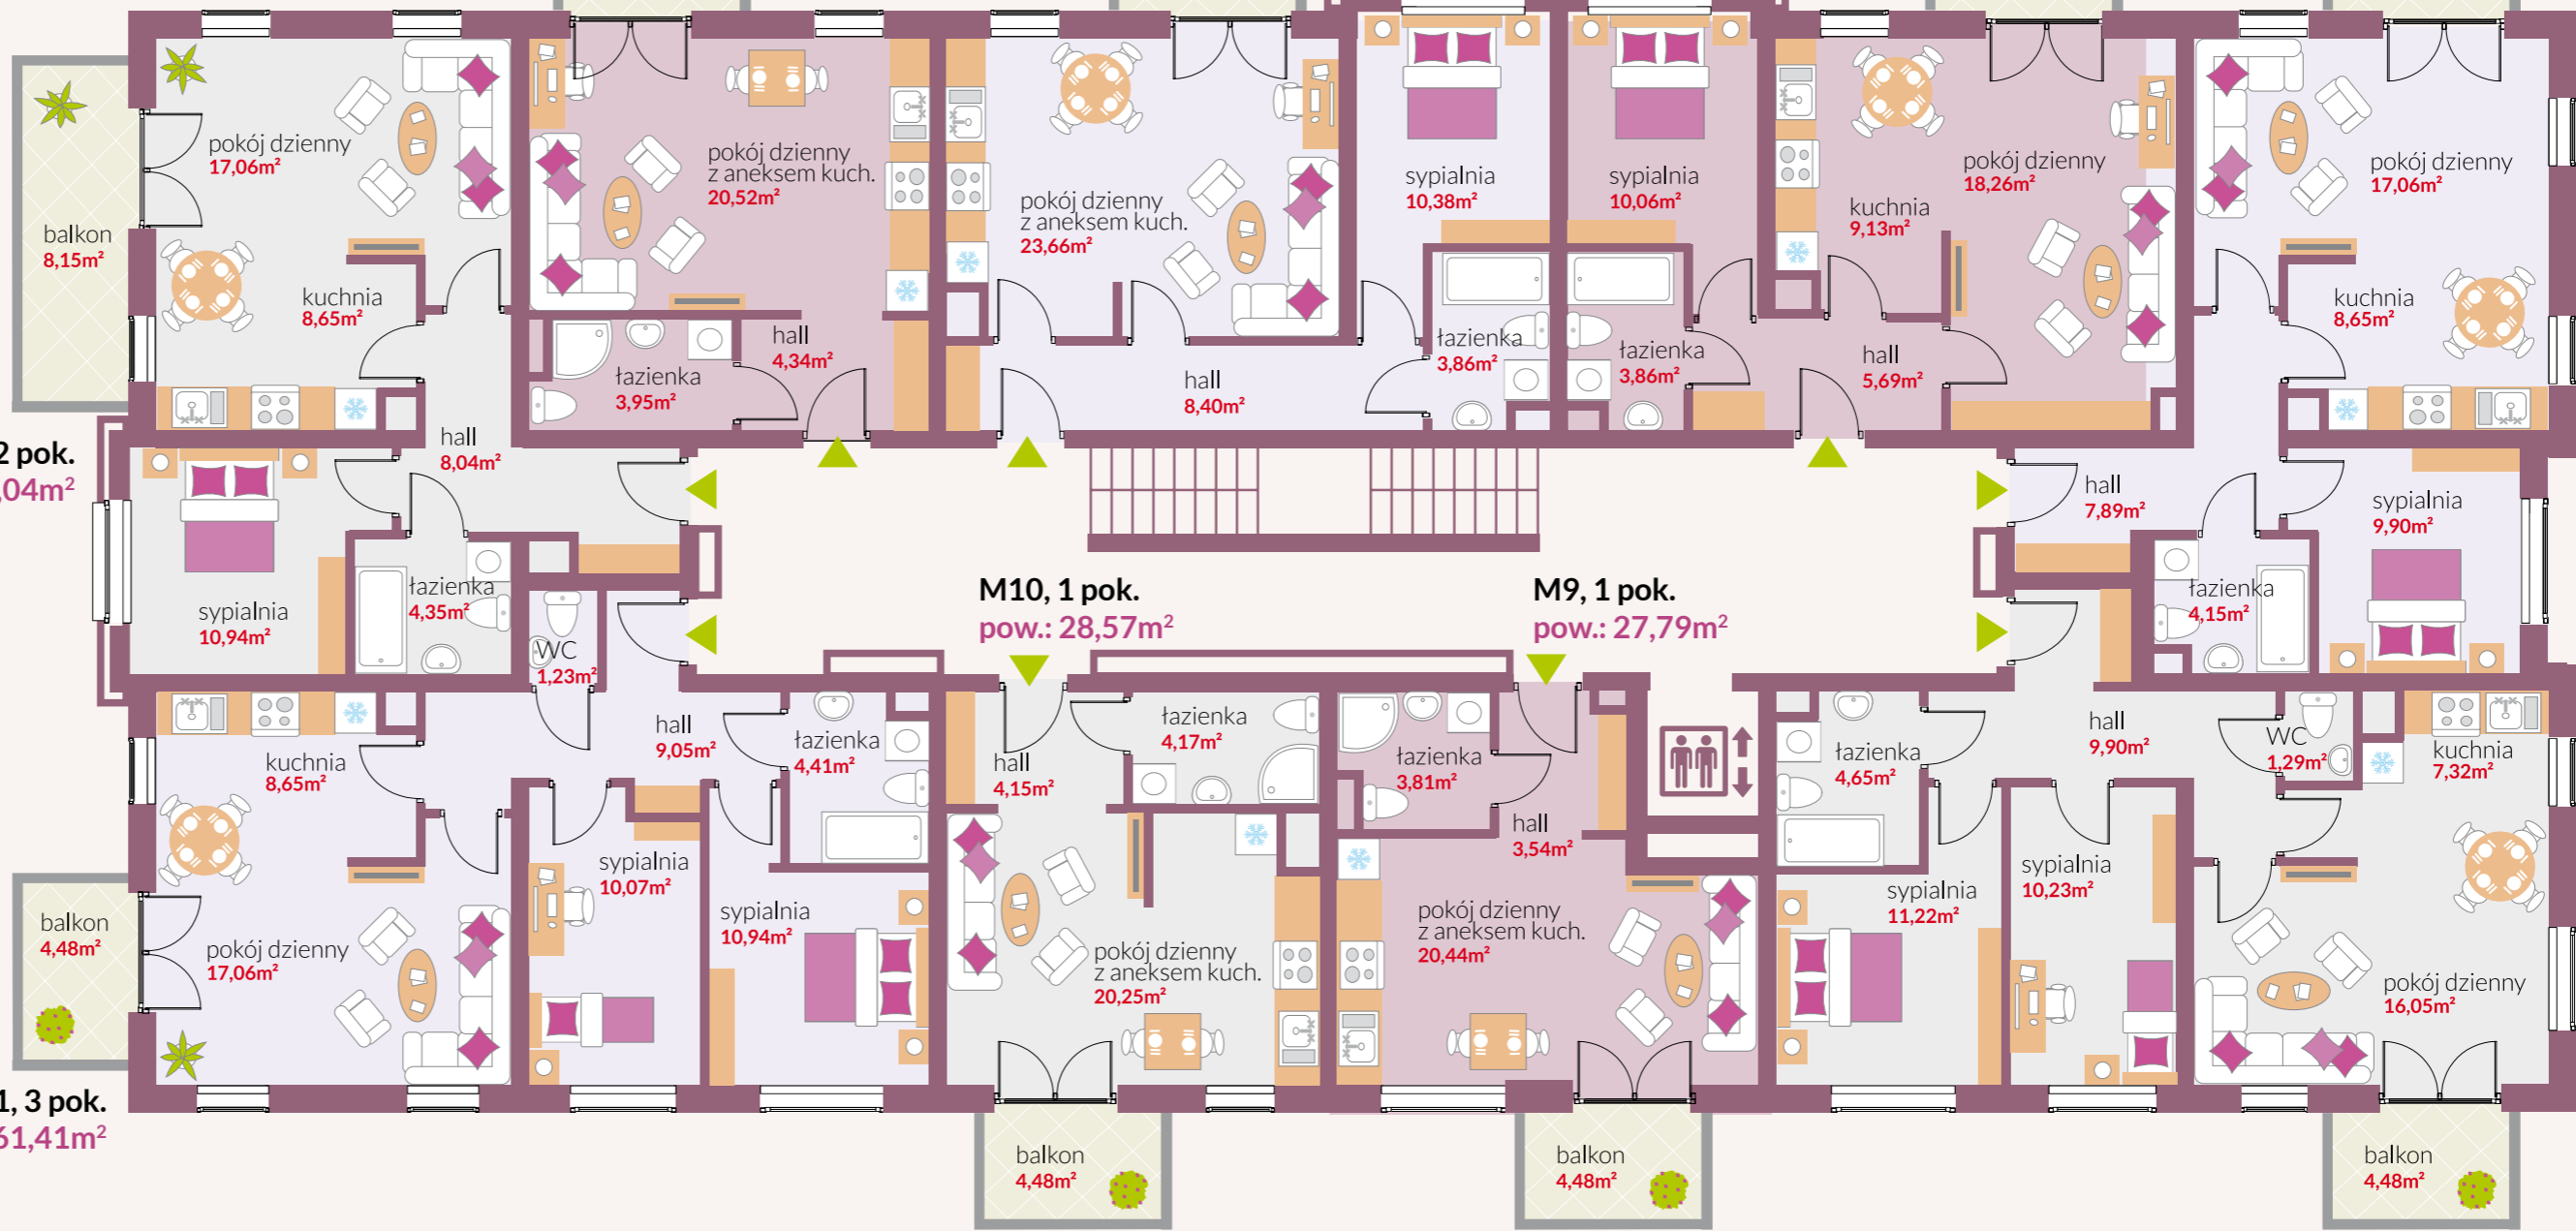 pokój dzienny
17,06m²
balkon
8,15m²
kuchnia
8,65m²
pokój dzienny
z aneksem kuch.
20,52m²
hall
4,34m²
łazienka
3,95m²
pokój dzienny
z aneksem kuch.
23,66m²
hall
8,40m²
sypialnia
10,38m²
łazienka
3,86m²
sypialnia
10,06m²
łazienka
3,86m²
kuchnia
9,13m²
pokój dzienny
18,26m²
hall
5,69m²
pokój dzienny
17,06m²
kuchnia
8,65m²
2 pok.
,04m²
hall
8,04m²
sypialnia
10,94m²
łazienka
4,35m²
WC
1,23m²
M10, 1 pok.
pow.: 28,57m²
M9, 1 pok.
pow.: 27,79m²
hall
7,89m²
sypialnia
9,90m²
łazienka
4,15m²
kuchnia
8,65m²
hall
9,05m²
łazienka
4,41m²
hall
4,15m²
łazienka
4,17m²
łazienka
3,81m²
hall
3,54m²
łazienka
4,65m²
hall
9,90m²
WC
1,29m²
kuchnia
7,32m²
balkon
4,48m²
pokój dzienny
17,06m²
sypialnia
10,07m²
sypialnia
10,94m²
pokój dzienny
z aneksem kuch.
20,25m²
pokój dzienny
z aneksem kuch.
20,44m²
sypialnia
11,22m²
sypialnia
10,23m²
pokój dzienny
16,05m²
1, 3 pok.
61,41m²
balkon
4,48m²
balkon
4,48m²
balkon
4,48m²